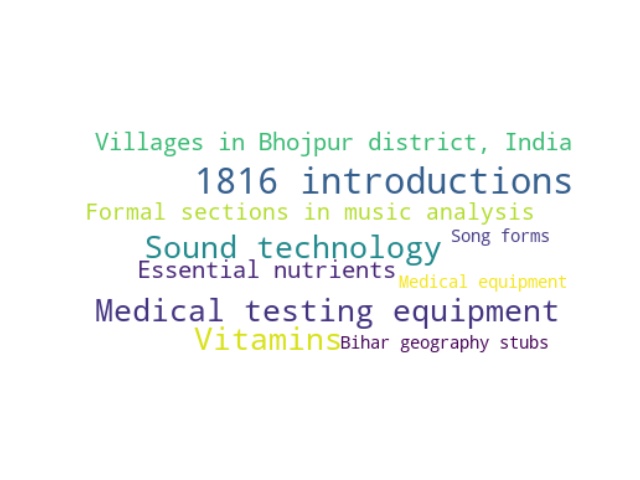 Villages in Bhojpur district, India
1816 introductions
Formal sections in music analysis
Song forms
Sound technology
Essential nutrients
Medical equipment
Medical testing equipment
Vitamins
Bihar geography stubs